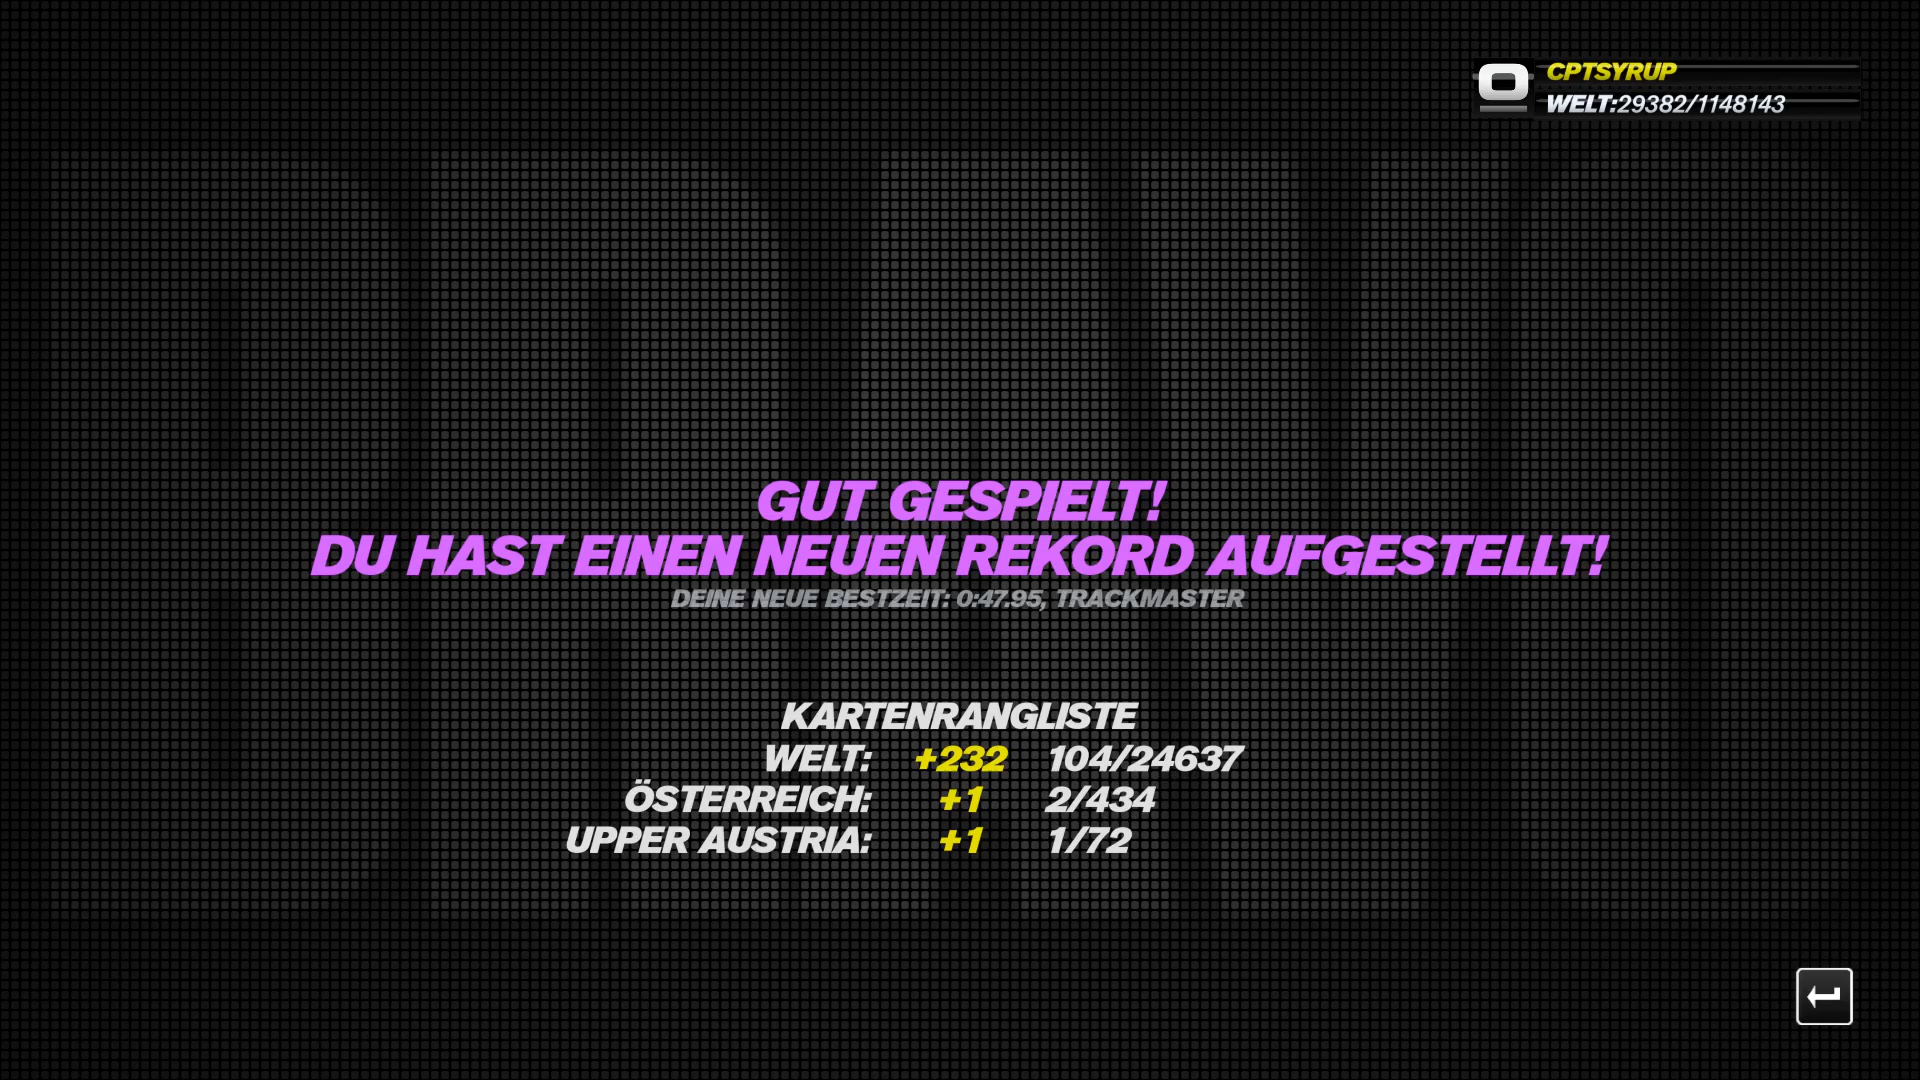 CPTSYRUP
WELT:29382/1148143
GUT GESPIELT!
DU HAST EINEN NEUEN REKORD AUFGESTELLT!
DEINE NEUE BESTZEIT: 0:47.95, TRACKMASTER
KARTENRANGLISTE
WELT: +232 104/24637
ÖSTERREICH: +1 2/434
UPPER AUSTRIA: +1 1/72